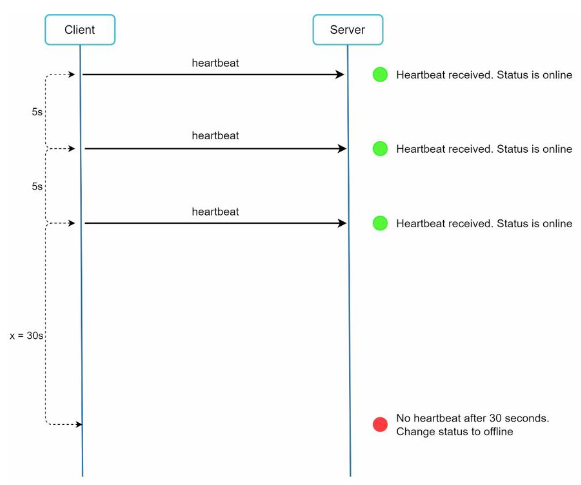 Client
Server
heartbeat
Heartbeat received. Status is online
5s
heartbeat
Heartbeat received. Status is online
5s
heartbeat
Heartbeat received. Status is online
x = 30s
No heartbeat after 30 seconds.
Change status to offline